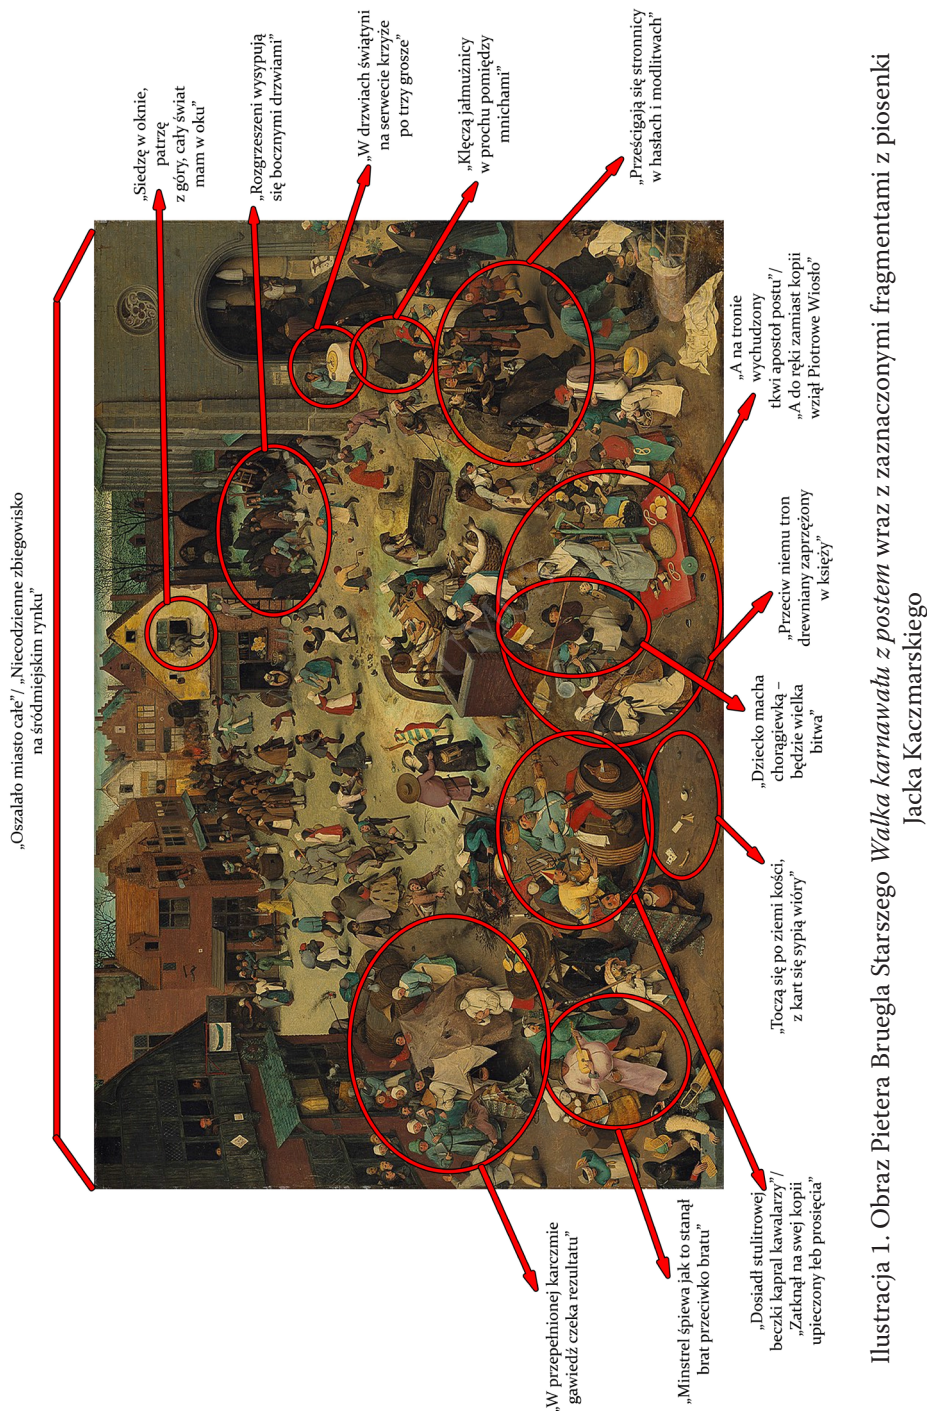 „Oszalało miasto całe”/ „Niecodzienne zbiegowisko
na śródmiejskim rynku”
„Siedzę w oknie,
patrzę
z góry, cały świat
mam w oku”
„Rozgrzeszeni wysypują
się bocznymi drzwiami”
„W drzwiach świątyni
na serwecie krzyże
po trzy grosze”
„Klęczą jałmużnicy
w prochu pomiędzy
mnichami”
„Prześcigają się stronnicy
w hasłach i modlitwach”
„W przepełnionej karczmie
gawiedź czeka rezultatu”
„Minstrel śpiewa jak to stanął
brat przeciwko bratu”
„Dosiadł stulitrowej
beczki kapral kawalarzy”/
„Zatknął na swej kopii
upieczony łeb prosięcia”
„Toczą się po ziemi kości,
z kart się sypią wióry”
„Dziecko macha
chorągiewką –
będzie wielka
bitwa”
„Przeciw niemu tron
drewniany zaprzężony
w księży”
„A na tronie
wychudzony
tkwi apostoł postu”/
„A do ręki zamiast kopii
wziął Piotrowe Wiosło”
Ilustracja 1. Obraz Pietera Bruegla Starszego Walka karnawału z postem wraz z zaznaczonymi fragmentami z piosenki
Jacka Kaczmarskiego